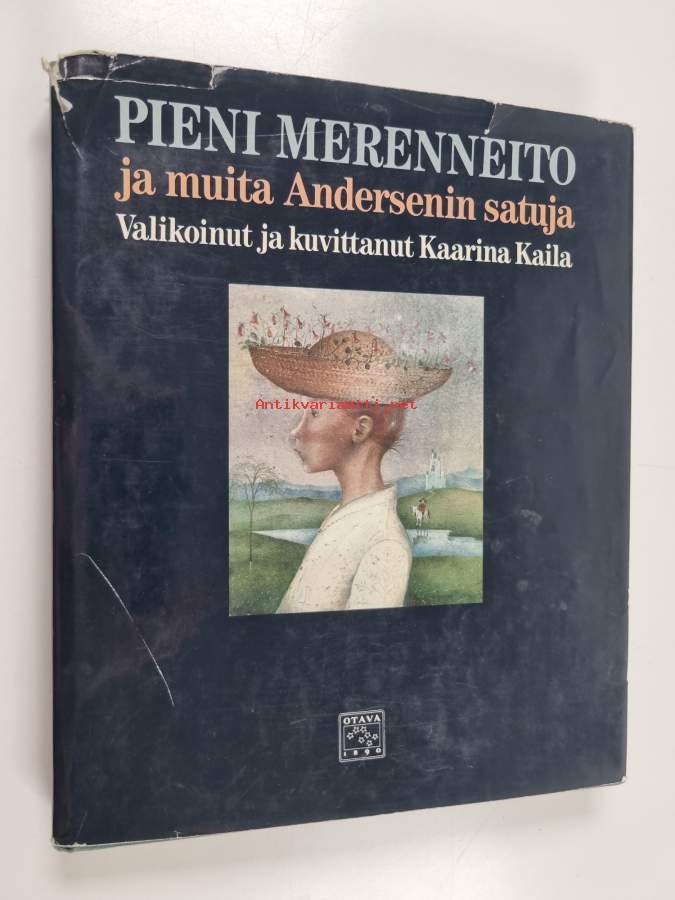 PIENI MERENNEITO
ja muita Andersenin satuja
Valikoinut ja kuvittanut Kaarina Kaila
Antikvariaatti.net
OTAVA
1890